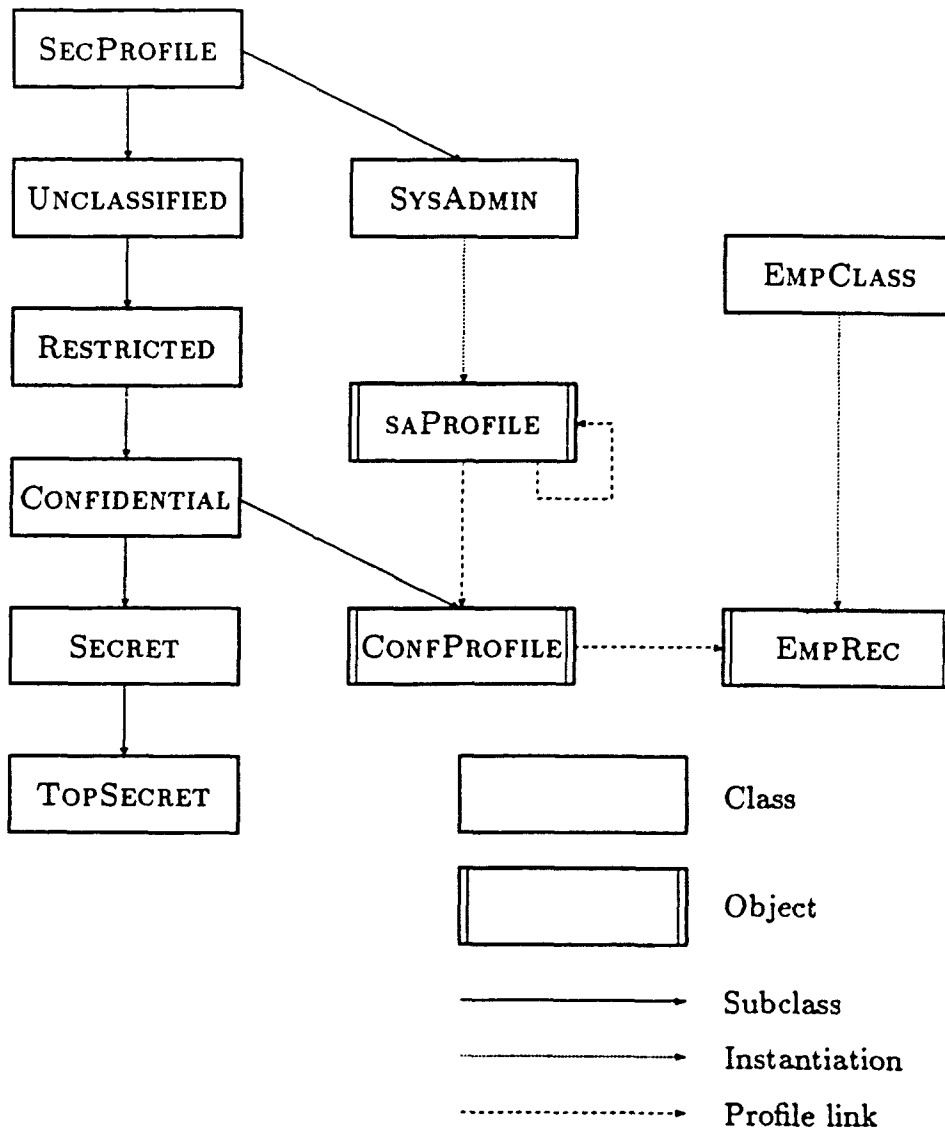 SECPROFILE
UNCLASSIFIED
SYSADMIN
EMPCLASS
RESTRICTED
SAPROFILE
CONFIDENTIAL
SECRET
CONFPROFILE
EMPREC
TOPSECRET
Class
Object
Subclass
Instantiation
Profile link